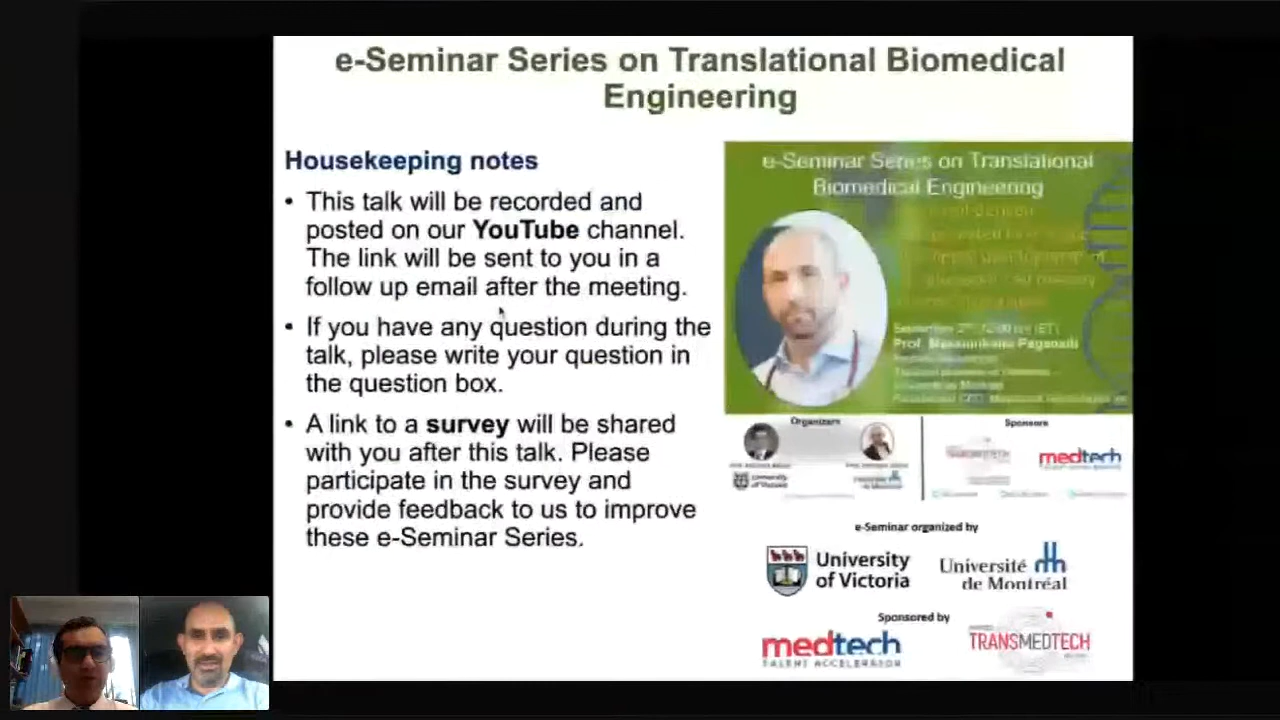 e-Seminar Series on Translational Biomedical
Engineering
Housekeeping notes
• This talk will be recorded and
posted on our YouTube channel.
The link will be sent to you in a
follow up email after the meeting.
• If you have any question during the
talk, please write your question in
the question box.
• A link to a survey will be shared
with you after this talk. Please
participate in the survey and
provide feedback to us to improve
these e-Seminar Series.
e-Seminar Series on Translational
Biomedical Engineering
Prof.
Organizers
Sponsors
University
of Victoria
TRANSMEDTECH
medtech
e-Seminar organized by
University
of Victoria
Université
de Montréal
Sponsored by
medtech
TALENT ACCELERATOR
TRANSMEDTECH